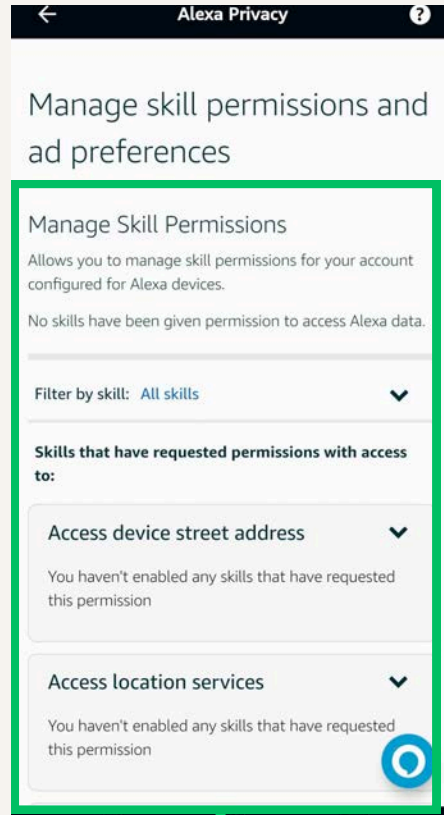 Alexa Privacy ?
Manage skill permissions and
ad preferences
Manage Skill Permissions
Allows you to manage skill permissions for your account
configured for Alexa devices.
No skills have been given permission to access Alexa data.
Filter by skill: All skills
Skills that have requested permissions with access
to:
Access device street address
You haven't enabled any skills that have requested
this permission
Access location services
You haven't enabled any skills that have requested
this permission